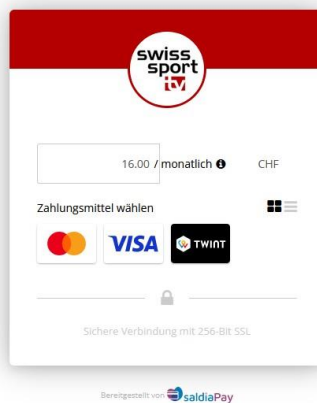 swiss
sport
tv
16.00 / monatlich CHF
Zahlungsmittel wählen
VISA TWINT
Sichere Verbindung mit 256-Bit SSL
Bereitgestellt von saldiaPay